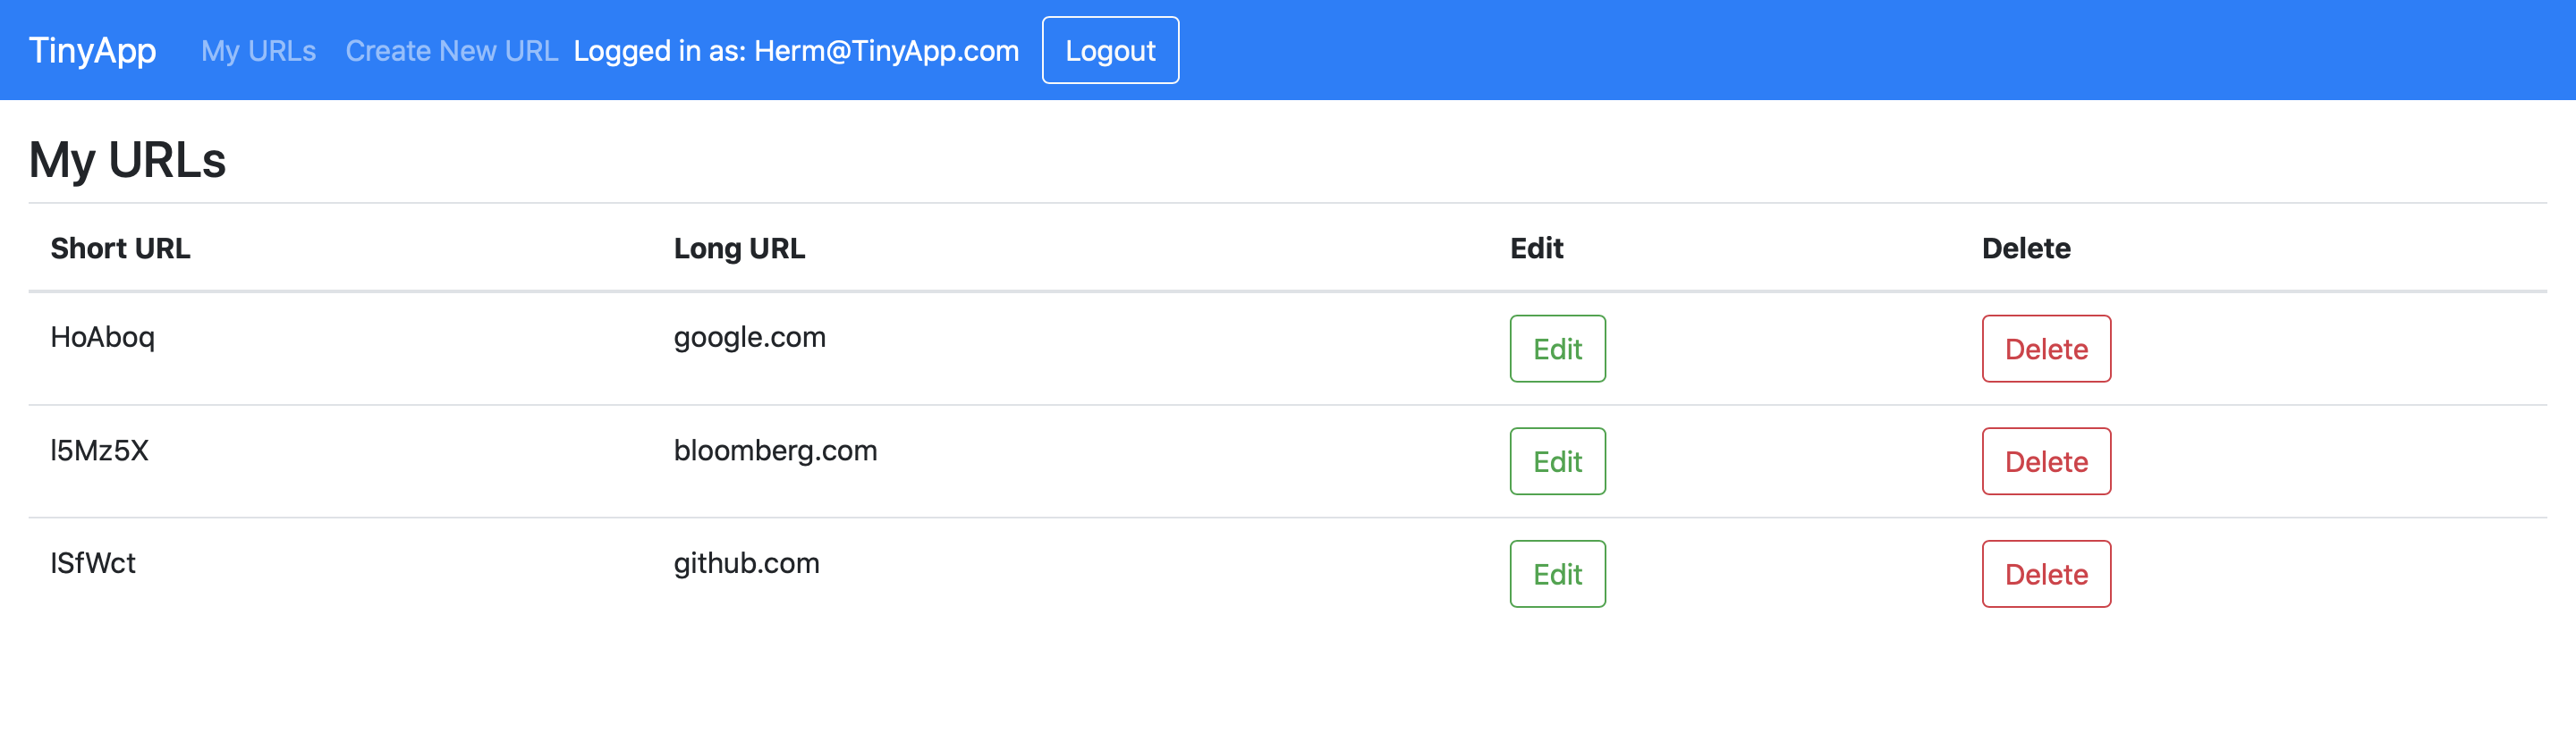 TinyApp My URLs Create New URL Logged in as: Herm@TinyApp.com Logout
My URLs
Short URL Long URL Edit Delete
HoAboq google.com Edit Delete
l5Mz5X bloomberg.com Edit Delete
lSfWct github.com Edit Delete